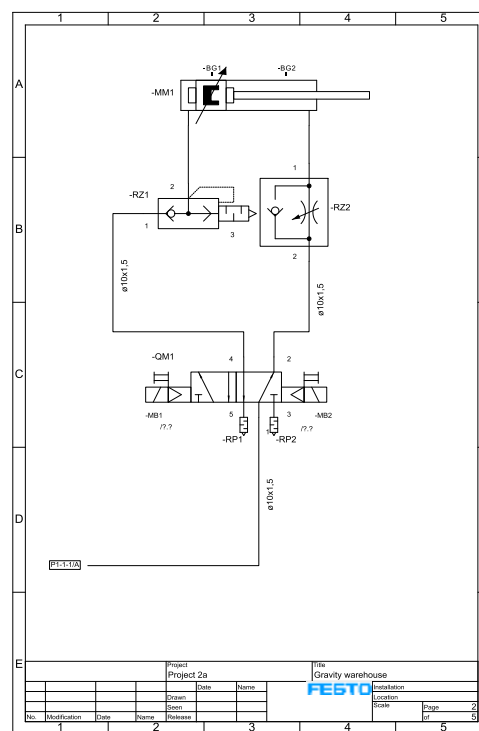 1 2 3 4 5
A
-BG1 -BG2
-MM1
2
-RZ1
1
1
-RZ2
B
3
2
ø10x1,5
ø10x1,5
-QM1
4 2
C
5 3
-MB1
-MB2
/?.?
/?.?
1
-RP1 -RP2
ø10x1,5
D
P1-1-1/A
E
Project
Project 2a
Title
Gravity warehouse
Date Name
FESTO
Installation
Drawn
Location
Seen
Scale
Page 2
No. Modification Date Name Release
of 5
1 2 3 4 5